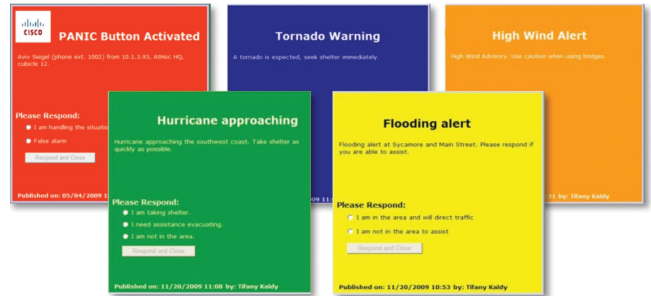 CISCO
PANIC Button Activated
Aviv Siegel (phone ext. 1002) from 10.1.3.93, AtHoc HQ,
cubicle 12.
Please Respond:
I am handling the situatio
False alarm
Respond and Close
Published on: 05/04/2009 1
Tornado Warning
A tornado is expected, seek shelter immediately.
09 11:
High Wind Alert
High Wind Advisory. Use caution when using bridges.
:11 by: Tifany Kaldy
Hurricane approaching
Hurricane approaching the southwest coast. Take shelter as
quickly as possible.
Please Respond:
I am taking shelter.
I need assistance evacuating.
I am not in the area.
Respond and Close
Published on: 11/20/2009 11:08 by: Tifany Kaldy
Flooding alert
Flooding alert at Sycamore and Main Street. Please respond if
you are able to assist.
Please Respond:
I am in the area and will direct traffic
I am not in the area to assist
Respond and Close
Published on: 11/20/2009 10:53 by: Tifany Kaldy